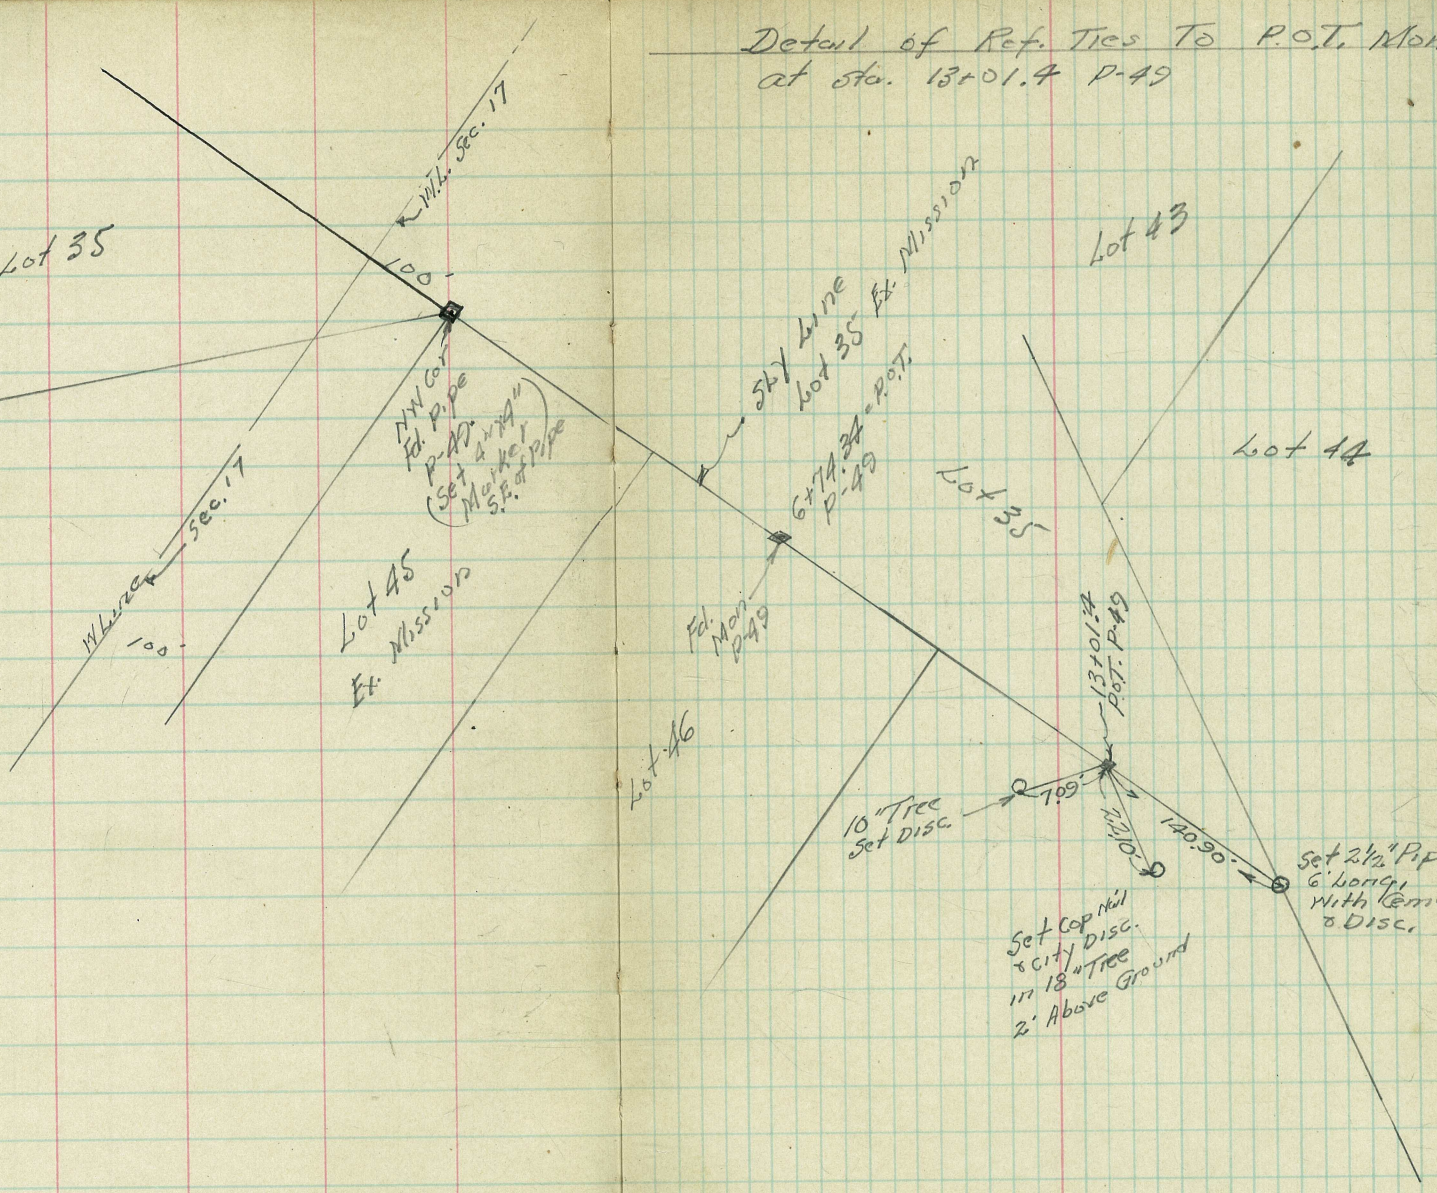 Detail of Ref. Ties To P.O.T. Mon
at Sta. 13+01.4 P-49
W.L. Sec. 17
Lot 35
100'
NW Cor
Fd. Pipe
P-49.
(Set 4"x4"
Marker
S.E. of Pipe)
Sec. 17
W Line
100'
Lot 45
Ex. Mission
Sly Line
Lot 35 Ex. Mission
6+74.34 = P.O.T.
P-49
Fd.
Mon.
P-49
Lot 46
Lot 43
Lot 44
Lot 35
13+01.4
P.O.T. P-49
7.09'
22.10'
140.90'
10" Tree
Set Disc.
Set Cop Nail
& City Disc.
in 18" Tree
2' Above Ground
Set 2½" Pip
6' Long,
With Cem
& Disc.